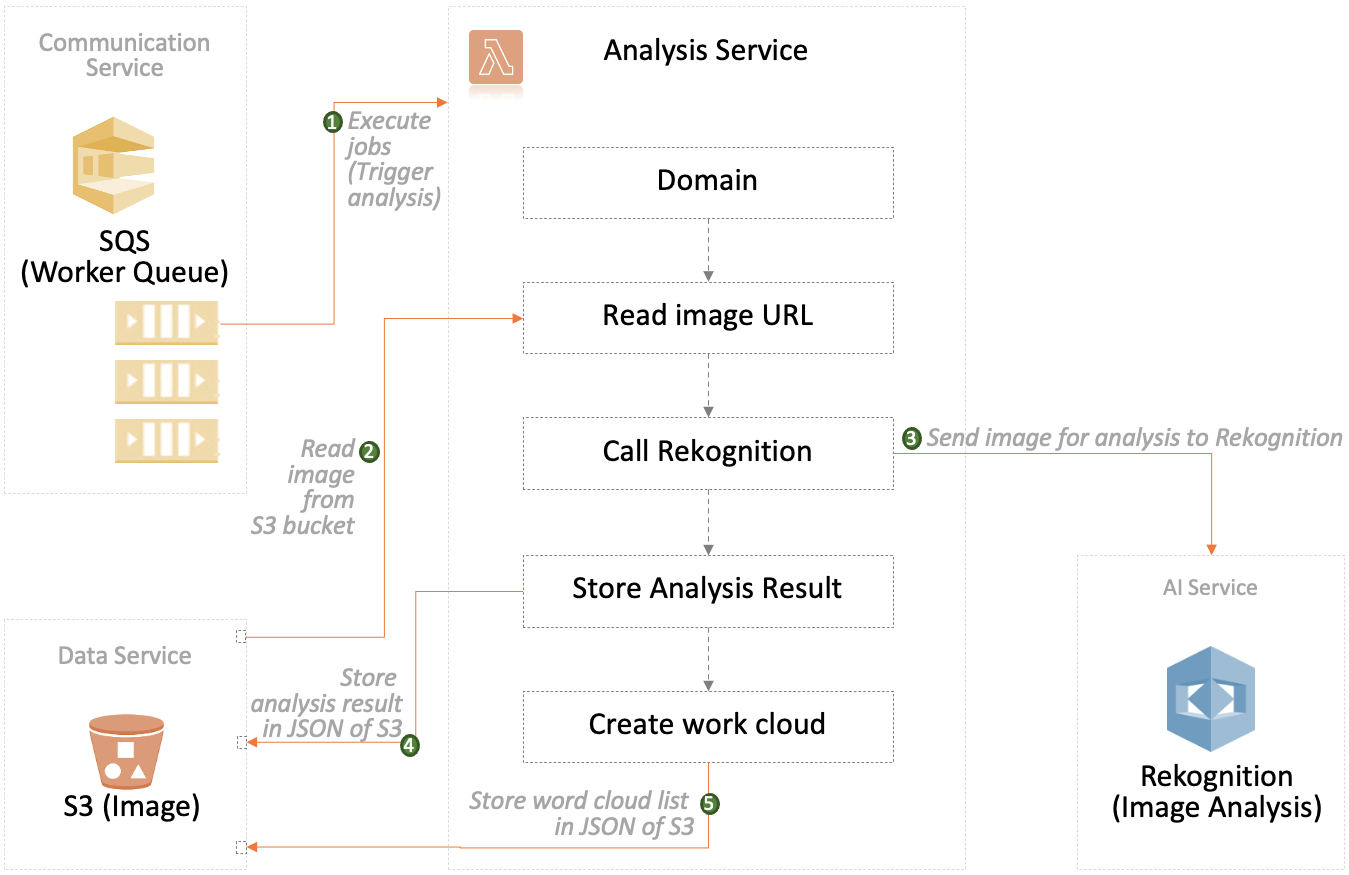 Communication
Service
SQS
(Worker Queue)
1
Execute
jobs
(Trigger
analysis)
Analysis Service
Domain
Read image URL
Call Rekognition
Store Analysis Result
Create work cloud
Read
image
from
S3 bucket
2
3
Send image for analysis to Rekognition
Data Service
S3 (Image)
Store
analysis result
in JSON of S3
4
Store word cloud list
in JSON of S3
5
AI Service
Rekognition
(Image Analysis)